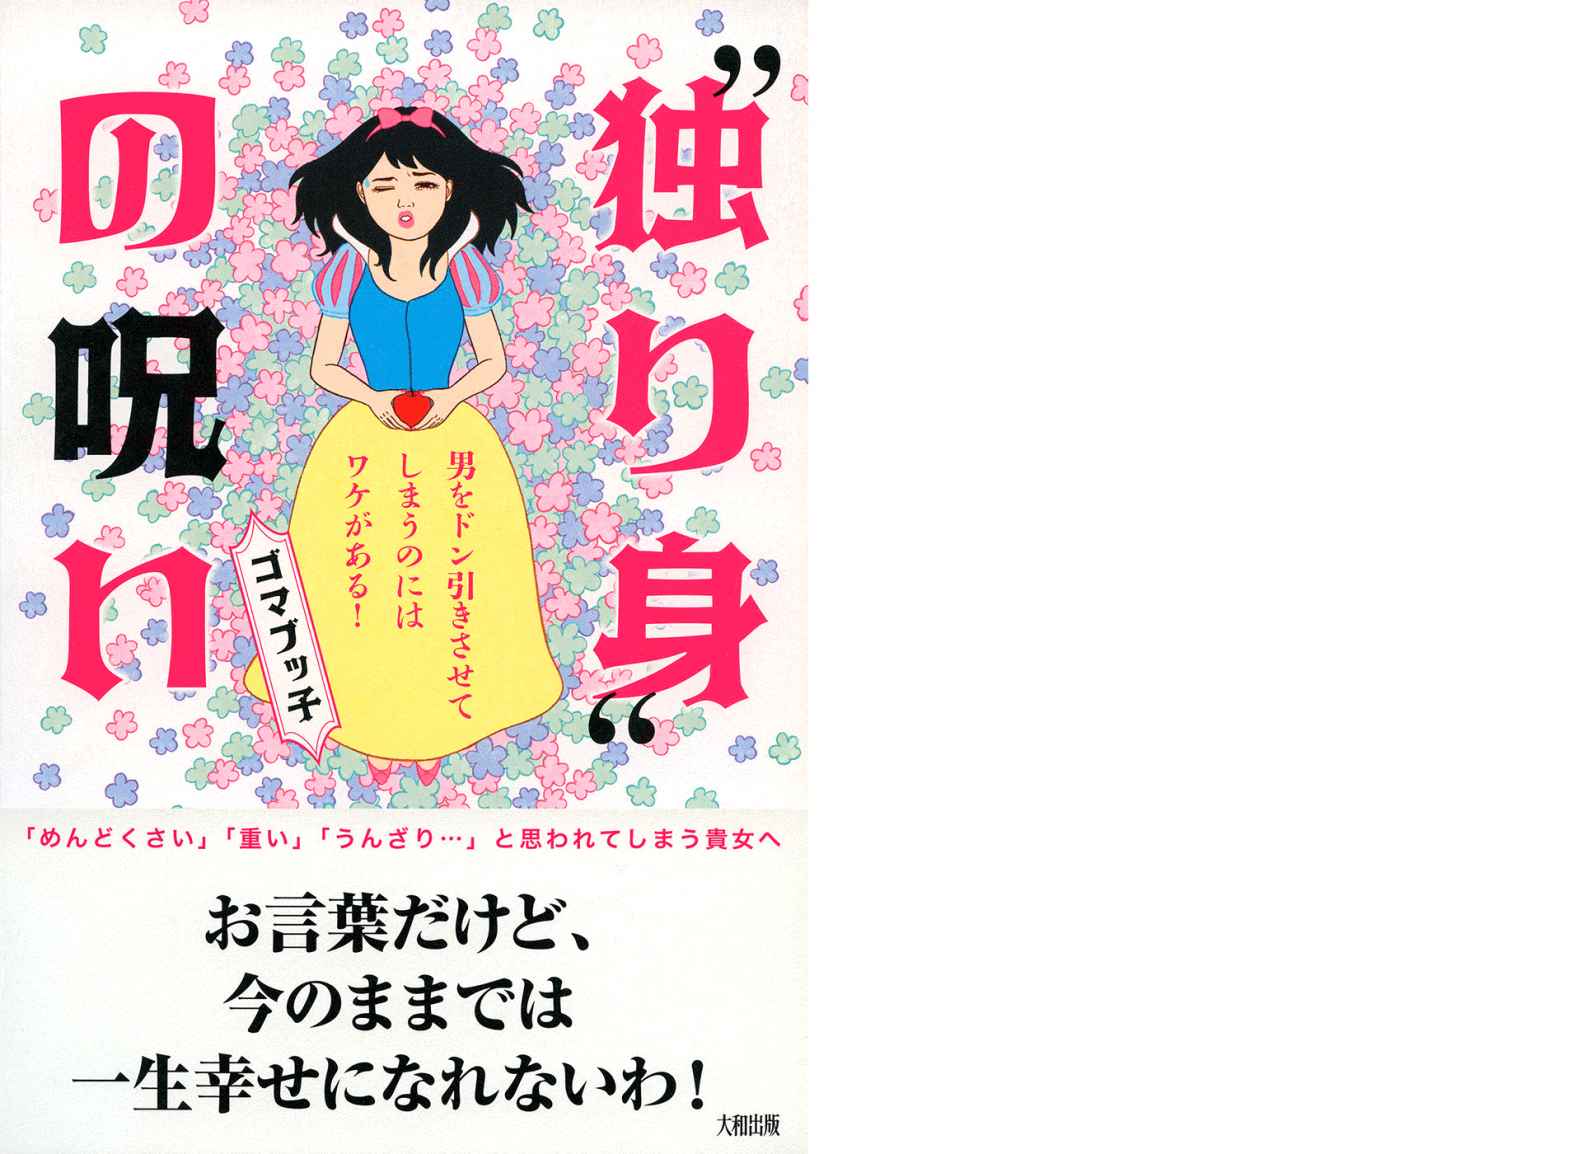 ”独り身“
の呪い
男をドン引きさせて
しまうのには
ワケがある！
ゴマブッ子
「めんどくさい」「重い」「うんざり…」と思われてしまう貴女へ
お言葉だけど、
今のままでは
一生幸せになれないわ！
大和出版